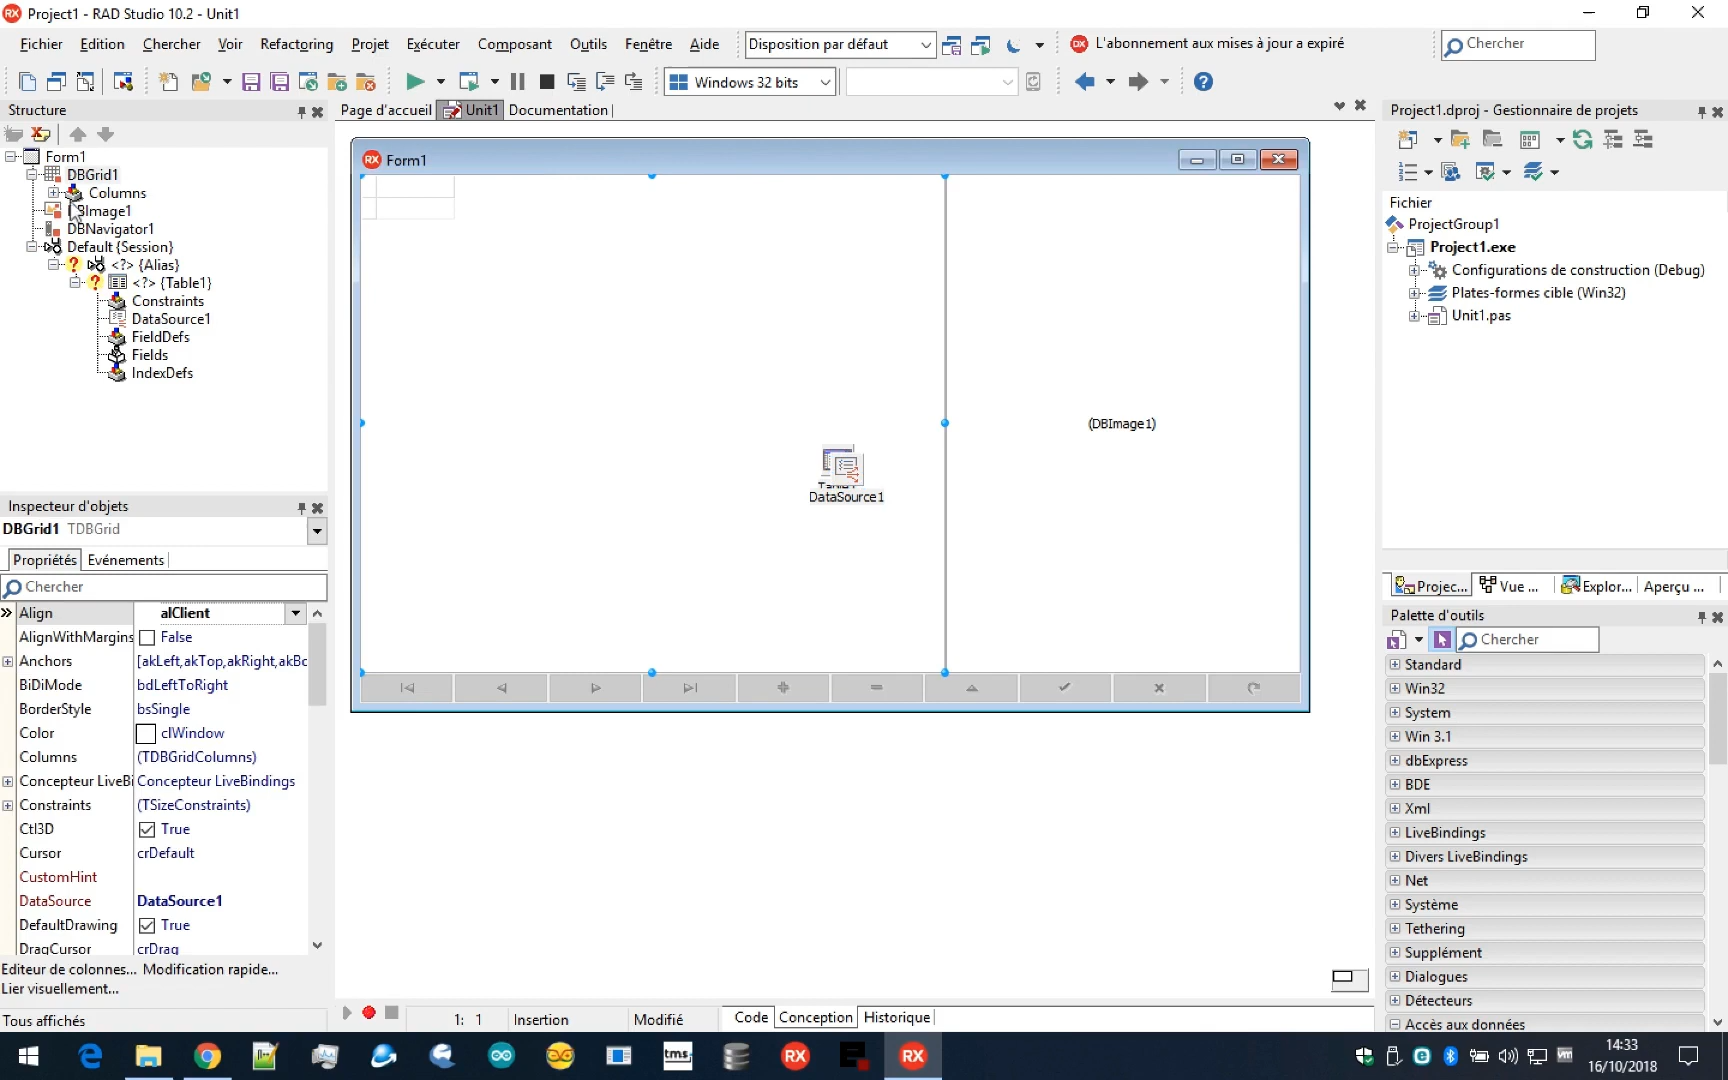 Project1 - RAD Studio 10.2 - Unit1
Fichier Edition Chercher Voir Refactoring Projet Exécuter Composant Outils Fenêtre Aide
Disposition par défaut
L'abonnement aux mises à jour a expiré
Chercher
Windows 32 bits
Structure
Form1
DBGrid1
Columns
DBImage1
DBNavigator1
Default {Session}
<?> {Alias}
<?> {Table1}
Constraints
DataSource1
FieldDefs
Fields
IndexDefs
Inspecteur d'objets
DBGrid1 TDBGrid
Propriétés Evénements
Chercher
Align alClient
AlignWithMargins False
Anchors [akLeft,akTop,akRight,akBo
BiDiMode bdLeftToRight
BorderStyle bsSingle
Color clWindow
Columns (TDBGridColumns)
Concepteur LiveBi Concepteur LiveBindings
Constraints (TSizeConstraints)
Ctl3D True
Cursor crDefault
CustomHint
DataSource DataSource1
DefaultDrawing True
DragCursor crDrag
Editeur de colonnes... Modification rapide...
Lier visuellement...
Tous affichés
Page d'accueil Unit1 Documentation
Form1
DataSource1
(DBImage1)
1: 1 Insertion Modifié Code Conception Historique
Project1.dproj - Gestionnaire de projets
Fichier
ProjectGroup1
Project1.exe
Configurations de construction (Debug)
Plates-formes cible (Win32)
Unit1.pas
Projec... Vue ... Explor... Aperçu ...
Palette d'outils
Chercher
Standard
Win32
System
Win 3.1
dbExpress
BDE
Xml
LiveBindings
Divers LiveBindings
Net
Système
Tethering
Supplément
Dialogues
Détecteurs
Accès aux données
tms
RX
RX
14:33
16/10/2018